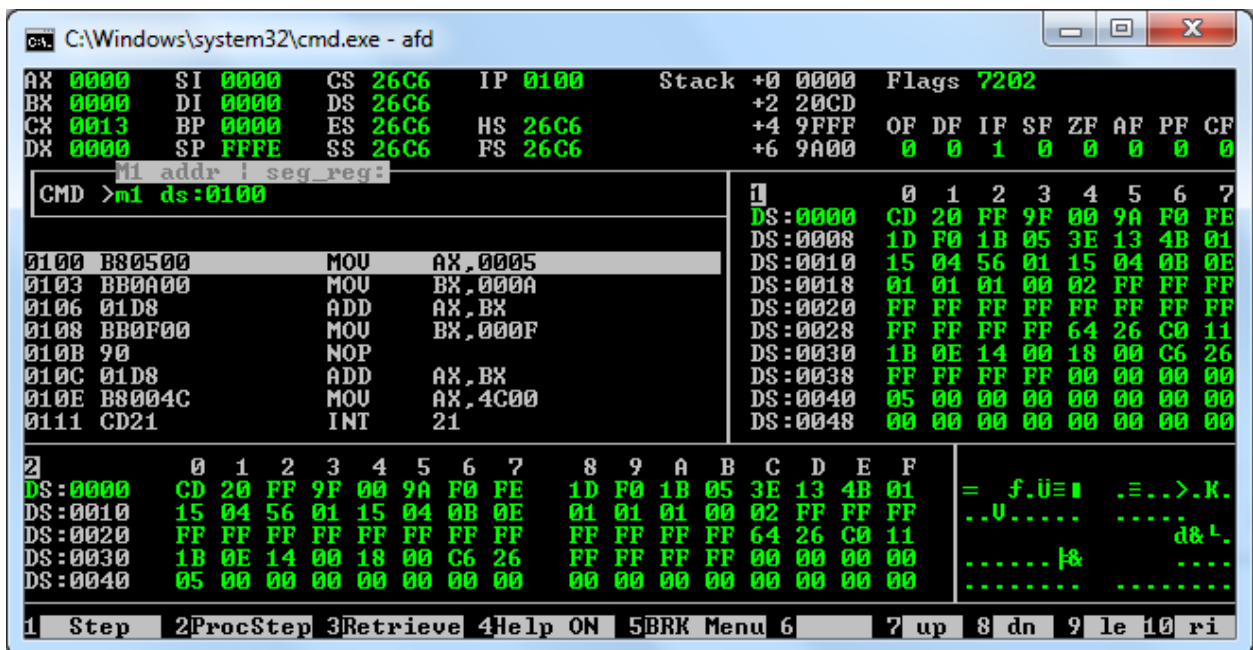 C:\Windows\system32\cmd.exe - afd
AX 0000 SI 0000 CS 26C6 IP 0100 Stack +0 0000 Flags 7202
BX 0000 DI 0000 DS 26C6 +2 20CD
CX 0013 BP 0000 ES 26C6 HS 26C6 +4 9FFF OF DF IF SF ZF AF PF CF
DX 0000 SP FFFE SS 26C6 FS 26C6 +6 9A00 0 0 1 0 0 0 0 0
M1 addr | seg_reg:
CMD >m1 ds:0100
0100 B80500 MOV AX,0005
0103 BB0A00 MOV BX,000A
0106 01D8 ADD AX,BX
0108 BB0F00 MOV BX,000F
010B 90 NOP
010C 01D8 ADD AX,BX
010E B8004C MOV AX,4C00
0111 CD21 INT 21
1 0 1 2 3 4 5 6 7
DS:0000 CD 20 FF 9F 00 9A F0 FE
DS:0008 1D F0 1B 05 3E 13 4B 01
DS:0010 15 04 56 01 15 04 0B 0E
DS:0018 01 01 01 00 02 FF FF FF
DS:0020 FF FF FF FF FF FF FF FF
DS:0028 FF FF FF FF 64 26 C0 11
DS:0030 1B 0E 14 00 18 00 C6 26
DS:0038 FF FF FF FF 00 00 00 00
DS:0040 05 00 00 00 00 00 00 00
DS:0048 00 00 00 00 00 00 00 00
2 0 1 2 3 4 5 6 7 8 9 A B C D E F
DS:0000 CD 20 FF 9F 00 9A F0 FE 1D F0 1B 05 3E 13 4B 01 = ƒ.Ü≡■ .≡..>.K.
DS:0010 15 04 56 01 15 04 0B 0E 01 01 01 00 02 FF FF FF ..V..... .....
DS:0020 FF FF FF FF FF FF FF FF FF FF FF FF 64 26 C0 11 d&└.
DS:0030 1B 0E 14 00 18 00 C6 26 FF FF FF FF 00 00 00 00 ......╞& ....
DS:0040 05 00 00 00 00 00 00 00 00 00 00 00 00 00 00 00 ........ ........
1 Step 2ProcStep 3Retrieve 4Help ON 5BRK Menu 6 7 up 8 dn 9 le 10 ri